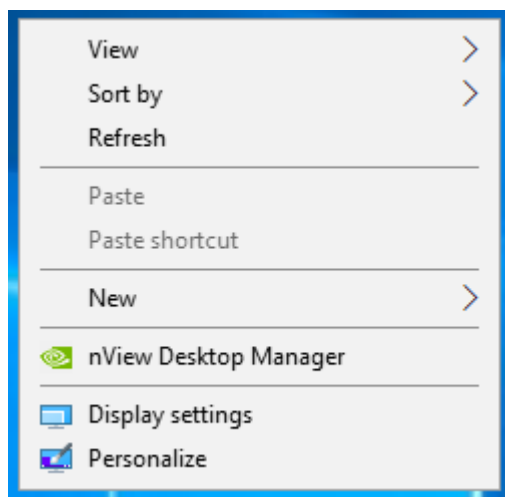 View
Sort by
Refresh
Paste
Paste shortcut
New
nView Desktop Manager
Display settings
Personalize